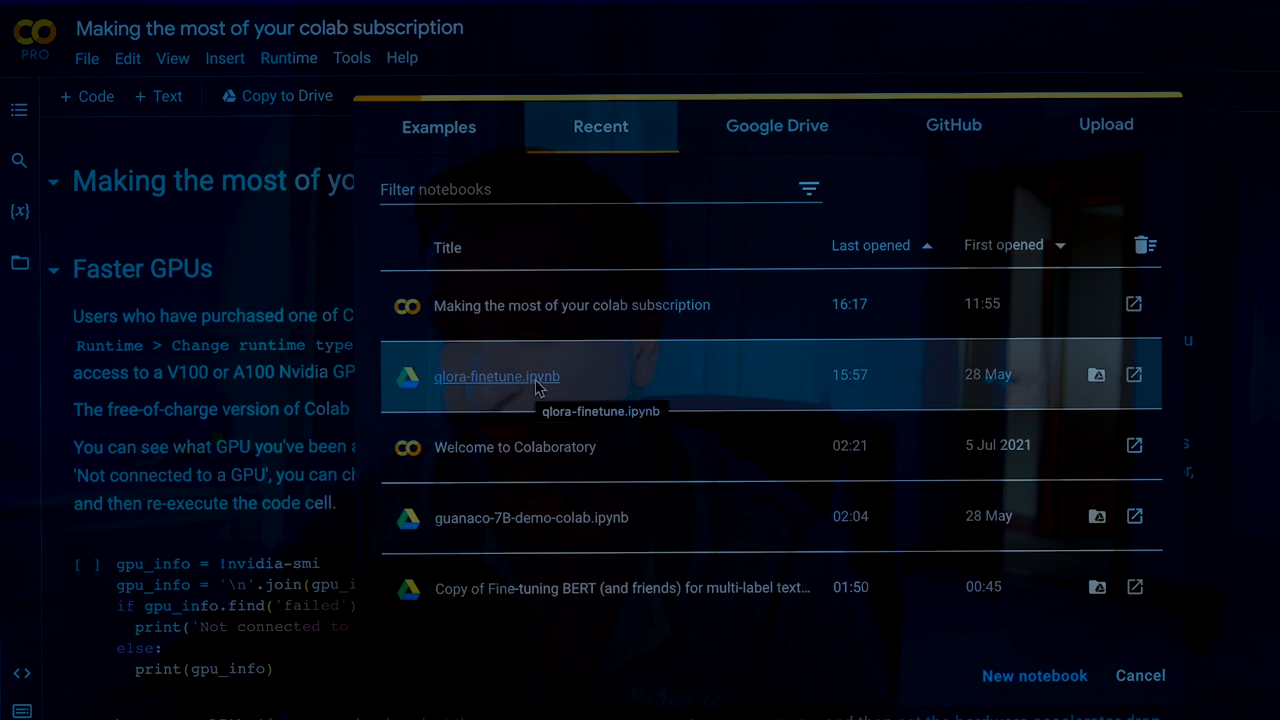 Making the most of your colab subscription
PRO
File Edit View Insert Runtime Tools Help
+ Code + Text Copy to Drive
Examples Recent Google Drive GitHub Upload
Filter notebooks
Title Last opened First opened
Making the most of your colab subscription 16:17 11:55
qlora-finetune.ipynb 15:57 28 May
qlora-finetune.ipynb
Welcome to Colaboratory 02:21 5 Jul 2021
guanaco-7B-demo-colab.ipynb 02:04 28 May
Copy of Fine-tuning BERT (and friends) for multi-label text... 01:50 00:45
New notebook Cancel
{x}
Making the most of yo
Faster GPUs
Users who have purchased one of C
Runtime > Change runtime type
access to a V100 or A100 Nvidia GP
The free-of-charge version of Colab
You can see what GPU you've been a
'Not connected to a GPU', you can ch
and then re-execute the code cell.
[ ] gpu_info = !nvidia-smi
gpu_info = '\n'.join(gpu_i
if gpu_info.find('failed')
print('Not connected to
else:
print(gpu_info)